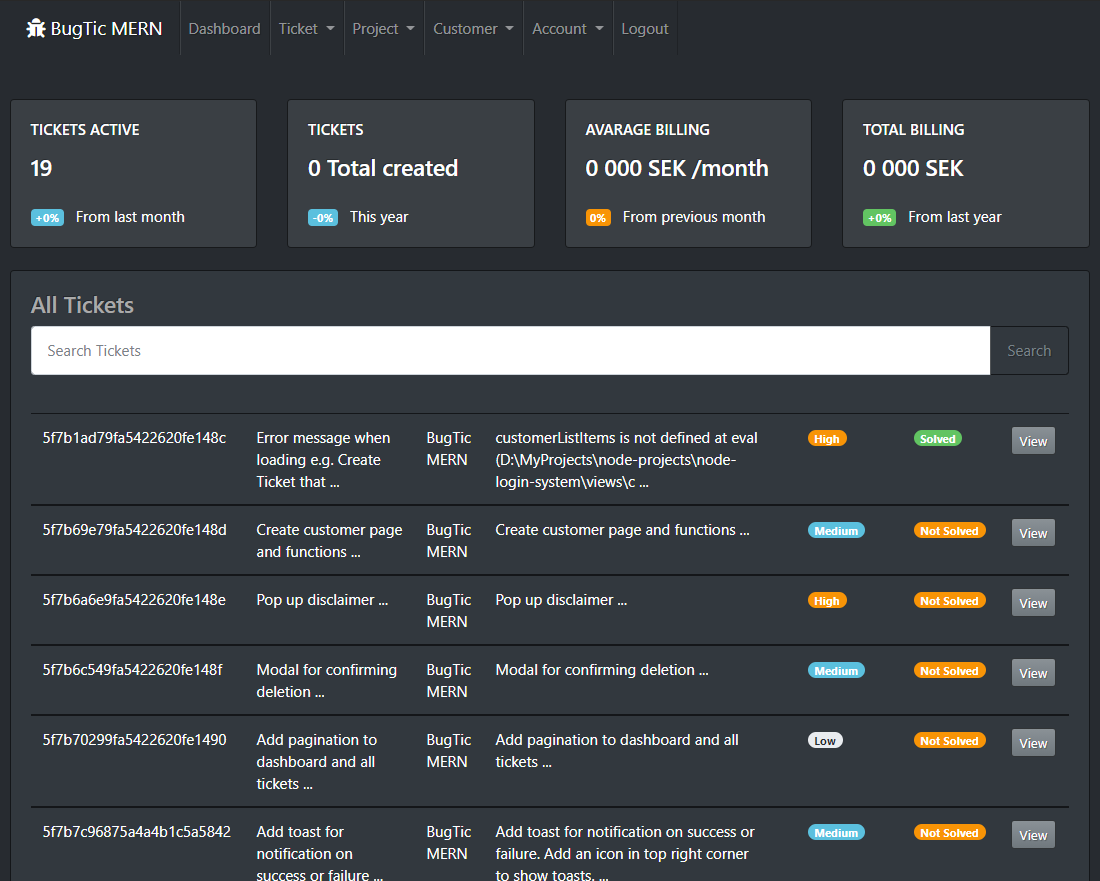 BugTic MERN Dashboard Ticket Project Customer Account Logout
TICKETS ACTIVE
19
+0% From last month
TICKETS
0 Total created
-0% This year
AVARAGE BILLING
0 000 SEK /month
0% From previous month
TOTAL BILLING
0 000 SEK
+0% From last year
All Tickets
Search Tickets Search
5f7b1ad79fa5422620fe148c
Error message when
loading e.g. Create
Ticket that ...
BugTic
MERN
customerListItems is not defined at eval
(D:\MyProjects\node-projects\node-
login-system\views\c ...
High
Solved
View
5f7b69e79fa5422620fe148d
Create customer page
and functions ...
BugTic
MERN
Create customer page and functions ...
Medium
Not Solved
View
5f7b6a6e9fa5422620fe148e
Pop up disclaimer ...
BugTic
MERN
Pop up disclaimer ...
High
Not Solved
View
5f7b6c549fa5422620fe148f
Modal for confirming
deletion ...
BugTic
MERN
Modal for confirming deletion ...
Medium
Not Solved
View
5f7b70299fa5422620fe1490
Add pagination to
dashboard and all
tickets ...
BugTic
MERN
Add pagination to dashboard and all
tickets ...
Low
Not Solved
View
5f7b7c96875a4a4b1c5a5842
Add toast for
notification on
success or failure ...
BugTic
MERN
Add toast for notification on success or
failure. Add an icon in top right corner
to show toasts. ...
Medium
Not Solved
View